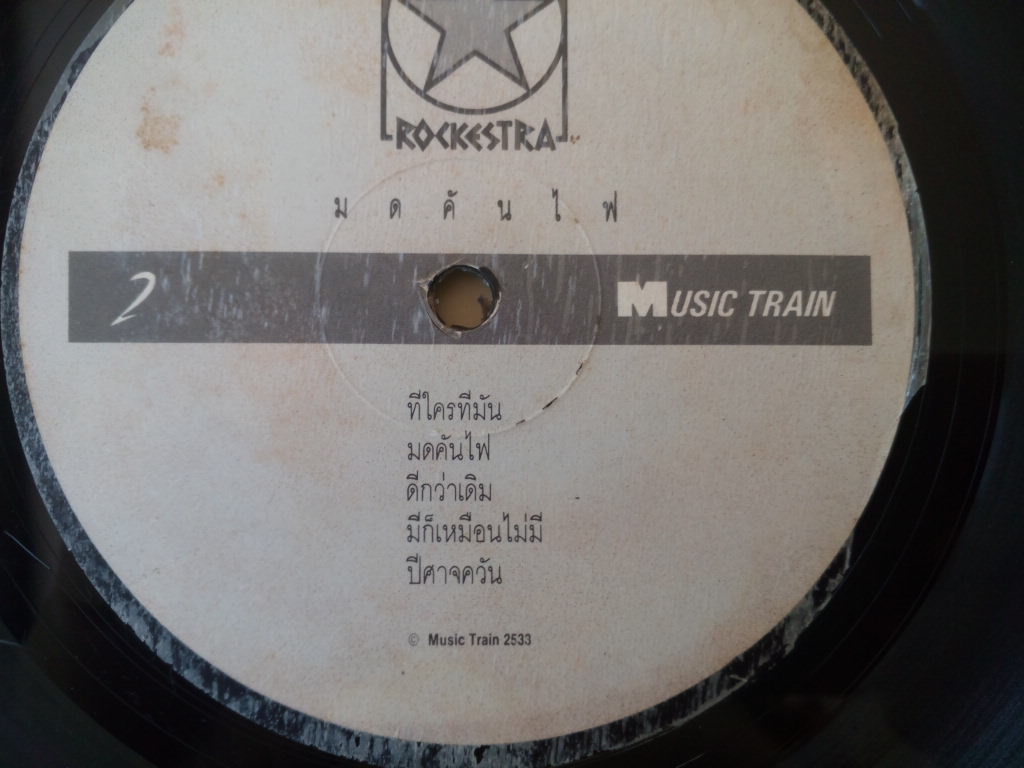 ROCKESTRA
มดคันไฟ
2 MUSIC TRAIN
ทีใครทีมัน
มดคันไฟ
ดีกว่าเดิม
มีก็เหมือนไม่มี
ปีศาจควัน
© Music Train 2533